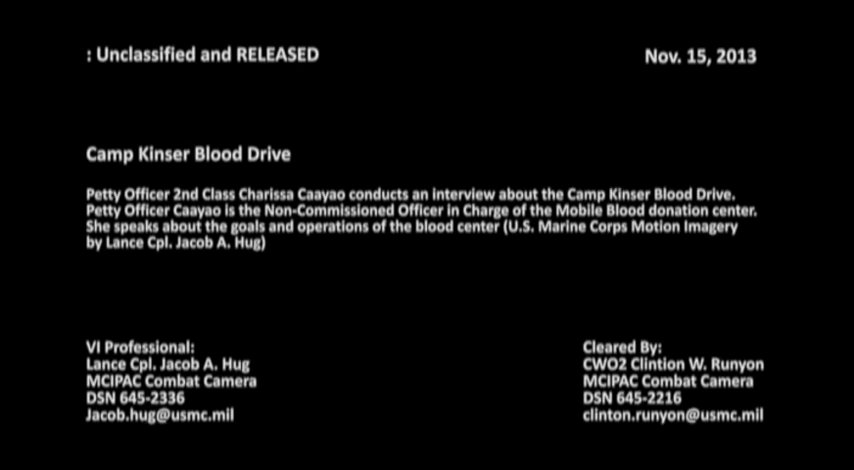 : Unclassified and RELEASED
Nov. 15, 2013
Camp Kinser Blood Drive
Petty Officer 2nd Class Charissa Caayao conducts an interview about the Camp Kinser Blood Drive.
Petty Officer Caayao is the Non-Commissioned Officer in Charge of the Mobile Blood donation center.
She speaks about the goals and operations of the blood center (U.S. Marine Corps Motion Imagery
by Lance Cpl. Jacob A. Hug)
VI Professional:
Lance Cpl. Jacob A. Hug
MCIPAC Combat Camera
DSN 645-2336
Jacob.hug@usmc.mil
Cleared By:
CWO2 Clintion W. Runyon
MCIPAC Combat Camera
DSN 645-2216
clinton.runyon@usmc.mil